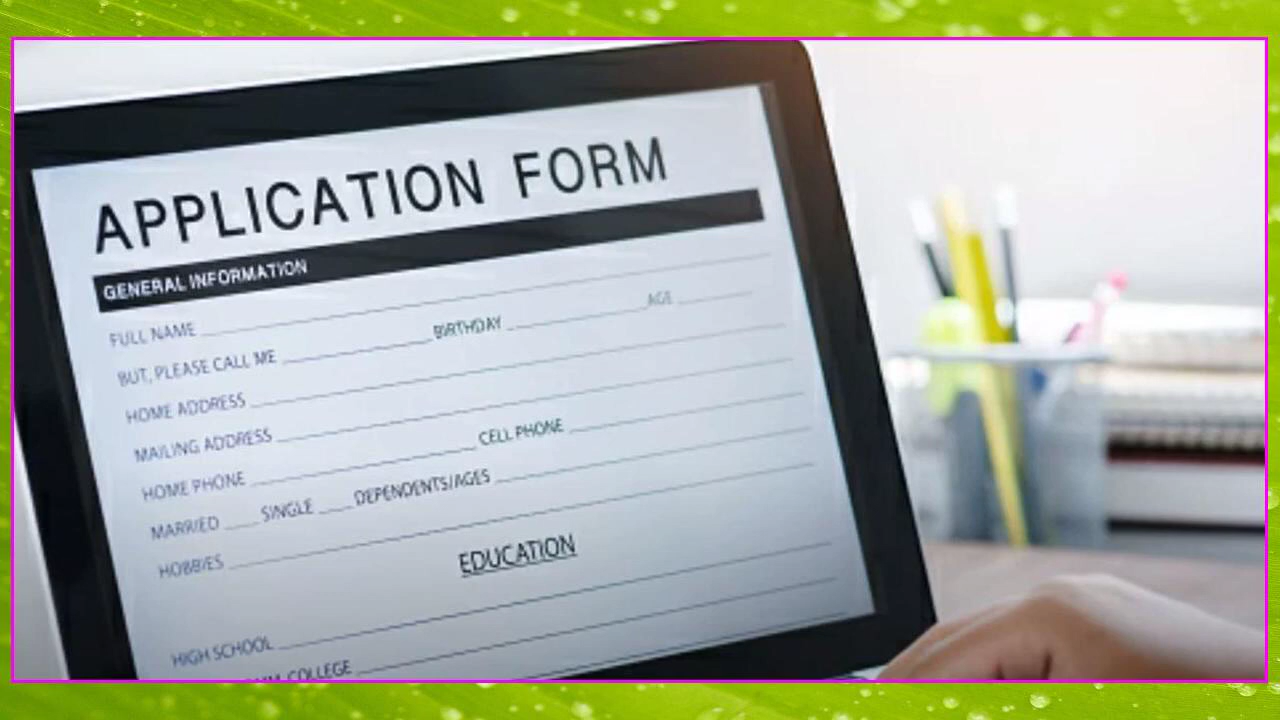 APPLICATION FORM
GENERAL INFORMATION
FULL NAME
BUT, PLEASE CALL ME BIRTHDAY AGE
HOME ADDRESS
MAILING ADDRESS
HOME PHONE CELL PHONE
MARRIED SINGLE DEPENDENTS/AGES
HOBBIES
EDUCATION
HIGH SCHOOL
COLLEGE